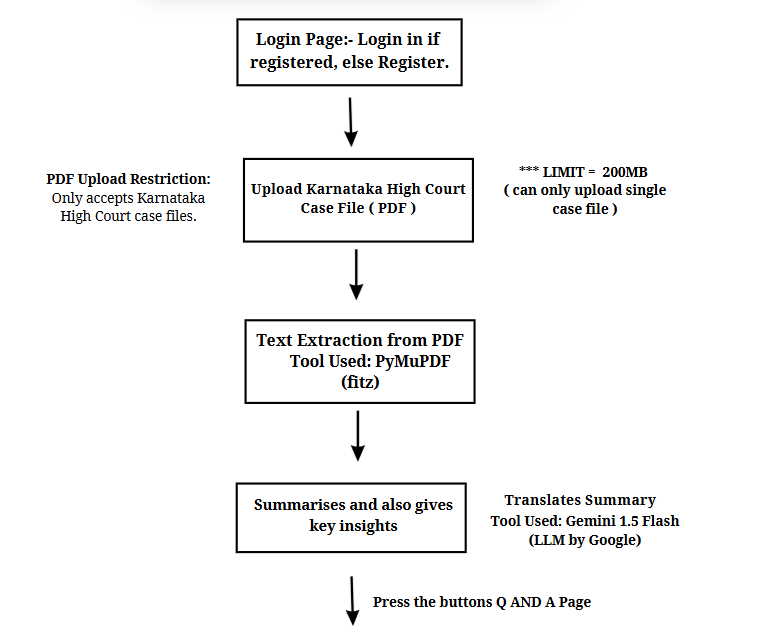 Login Page:- Login in if
registered, else Register.
PDF Upload Restriction:
Only accepts Karnataka
High Court case files.
Upload Karnataka High Court
Case File ( PDF )
*** LIMIT = 200MB
( can only upload single
case file )
Text Extraction from PDF
Tool Used: PyMuPDF
(fitz)
Summarises and also gives
key insights
Translates Summary
Tool Used: Gemini 1.5 Flash
(LLM by Google)
Press the buttons Q AND A Page